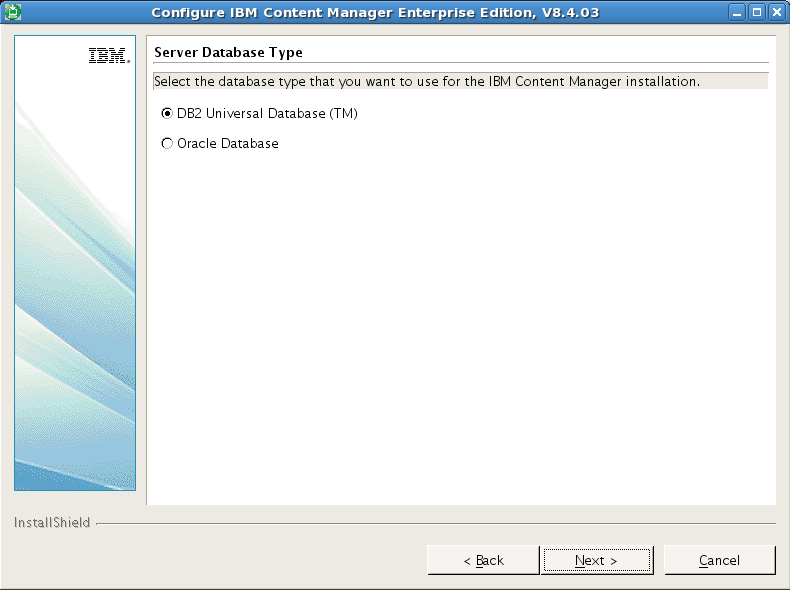 Configure IBM Content Manager Enterprise Edition, V8.4.03
IBM.
Server Database Type
Select the database type that you want to use for the IBM Content Manager installation.
DB2 Universal Database (TM)
Oracle Database
InstallShield
< Back
Next >
Cancel